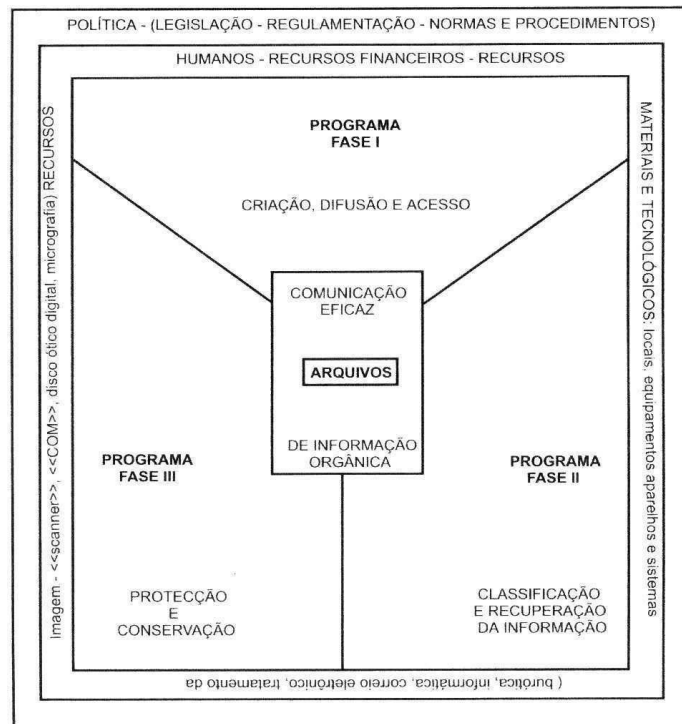 POLÍTICA - (LEGISLAÇÃO - REGULAMENTAÇÃO - NORMAS E PROCEDIMENTOS)
HUMANOS - RECURSOS FINANCEIROS - RECURSOS
MATERIAIS E TECNOLÓGICOS: locais, equipamentos aparelhos e sistemas
( burótica, informática, correio eletrônico, tratamento da
Imagem - <<scanner>>, <<COM>>, disco ótico digital, micrografia) RECURSOS
PROGRAMA
FASE I
CRIAÇÃO, DIFUSÃO E ACESSO
COMUNICAÇÃO
EFICAZ
ARQUIVOS
DE INFORMAÇÃO
ORGÂNICA
PROGRAMA
FASE III
PROTECÇÃO
E
CONSERVAÇÃO
PROGRAMA
FASE II
CLASSIFICAÇÃO
E RECUPERAÇÃO
DA INFORMAÇÃO